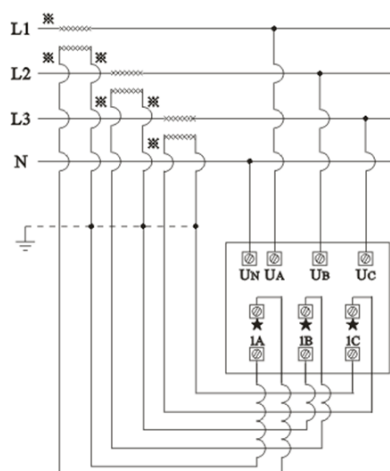 ※
L1
※ ※
L2
※ ※
L3
※
N
UN UA UB UC
★ ★ ★
1A 1B 1C